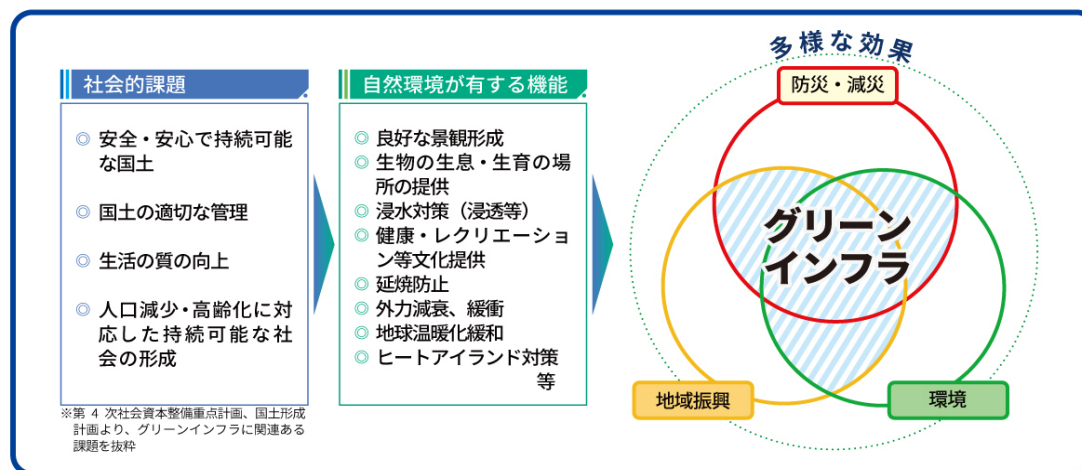 社会的課題
◎ 安全・安心で持続可能
な国土
◎ 国土の適切な管理
◎ 生活の質の向上
◎ 人口減少・高齢化に対
応した持続可能な社
会の形成
※第 4 次社会資本整備重点計画、国土形成
計画より、グリーンインフラに関連ある
課題を抜粋
自然環境が有する機能
◎ 良好な景観形成
◎ 生物の生息・生育の場
所の提供
◎ 浸水対策（浸透等）
◎ 健康・レクリエーショ
ン等文化提供
◎ 延焼防止
◎ 外力減衰、緩衝
◎ 地球温暖化緩和
◎ ヒートアイランド対策
等
多様な効果
防災・減災
グリーン
インフラ
地域振興
環境